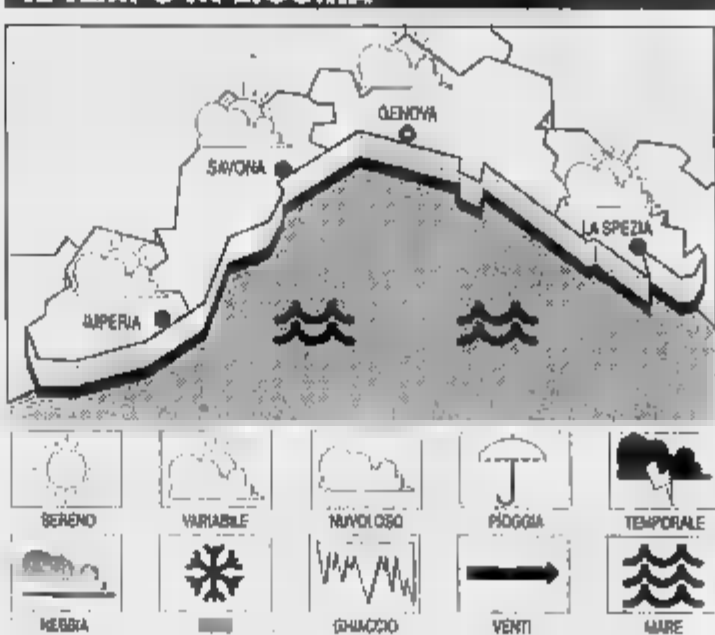 GENOVA
SAVONA
LA SPEZIA
IMPERIA
SERENO
VARIABILE
NUVOLOSO
PIOGGIA
TEMPORALE
NEBBIA
GHIACCIO
VENTI
MARE